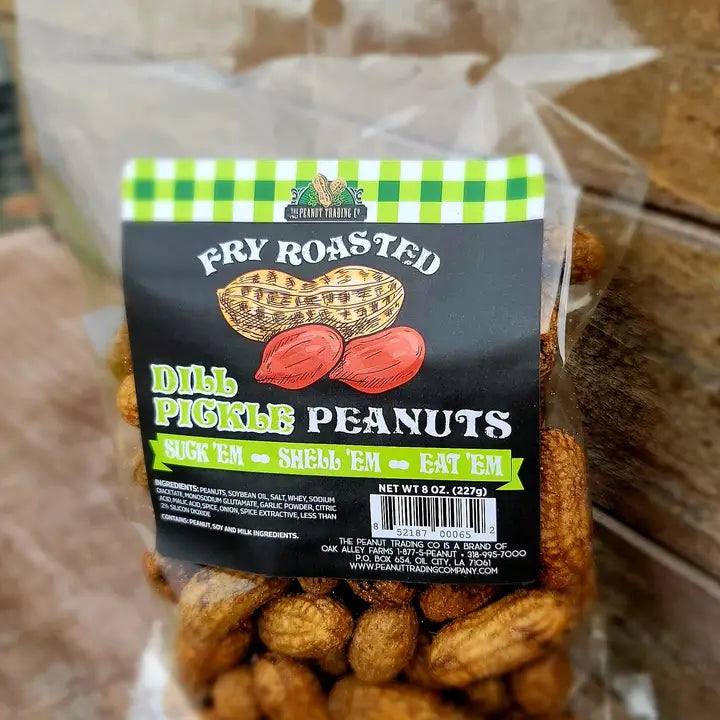 THE PEANUT TRADING CO
FRY ROASTED
DILL
PICKLE PEANUTS
SUCK 'EM SHELL 'EM EAT 'EM
INGREDIENTS: PEANUTS, SOYBEAN OIL, SALT, WHEY, SODIUM
DIACETATE, MONOSODIUM GLUTAMATE, GARLIC POWDER, CITRIC
ACID, MALIC ACID, SPICE, ONION, SPICE EXTRACTIVE, LESS THAN
2% SILICON DIOXIDE
CONTAINS: PEANUT, SOY AND MILK INGREDIENTS.
NET WT 8 OZ. (227g)
8 52187 00065 2
THE PEANUT TRADING CO IS A BRAND OF
OAK ALLEY FARMS 1-877-5-PEANUT • 318-995-7000
P.O. BOX 654, OIL CITY, LA 71061
WWW.PEANUTTRADINGCOMPANY.COM